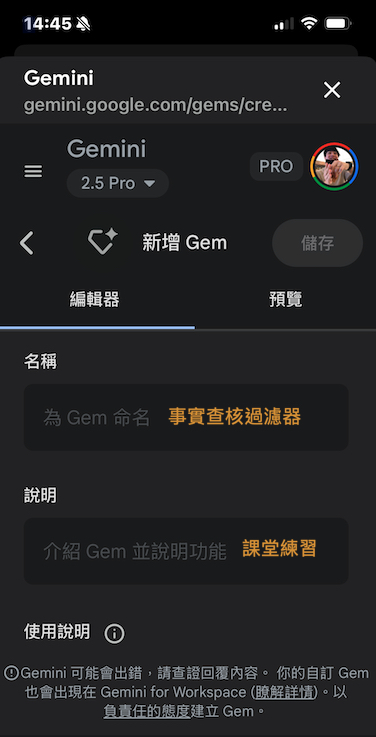 14:45
Gemini
gemini.google.com/gems/cre...
Gemini
PRO
2.5 Pro
新增 Gem
儲存
編輯器
預覽
名稱
為 Gem 命名 事實查核過濾器
說明
介紹 Gem 並說明功能 課堂練習
使用說明
Gemini 可能會出錯，請查證回覆內容。 你的自訂 Gem
也會出現在 Gemini for Workspace (瞭解詳情)。以
負責任的態度建立 Gem。